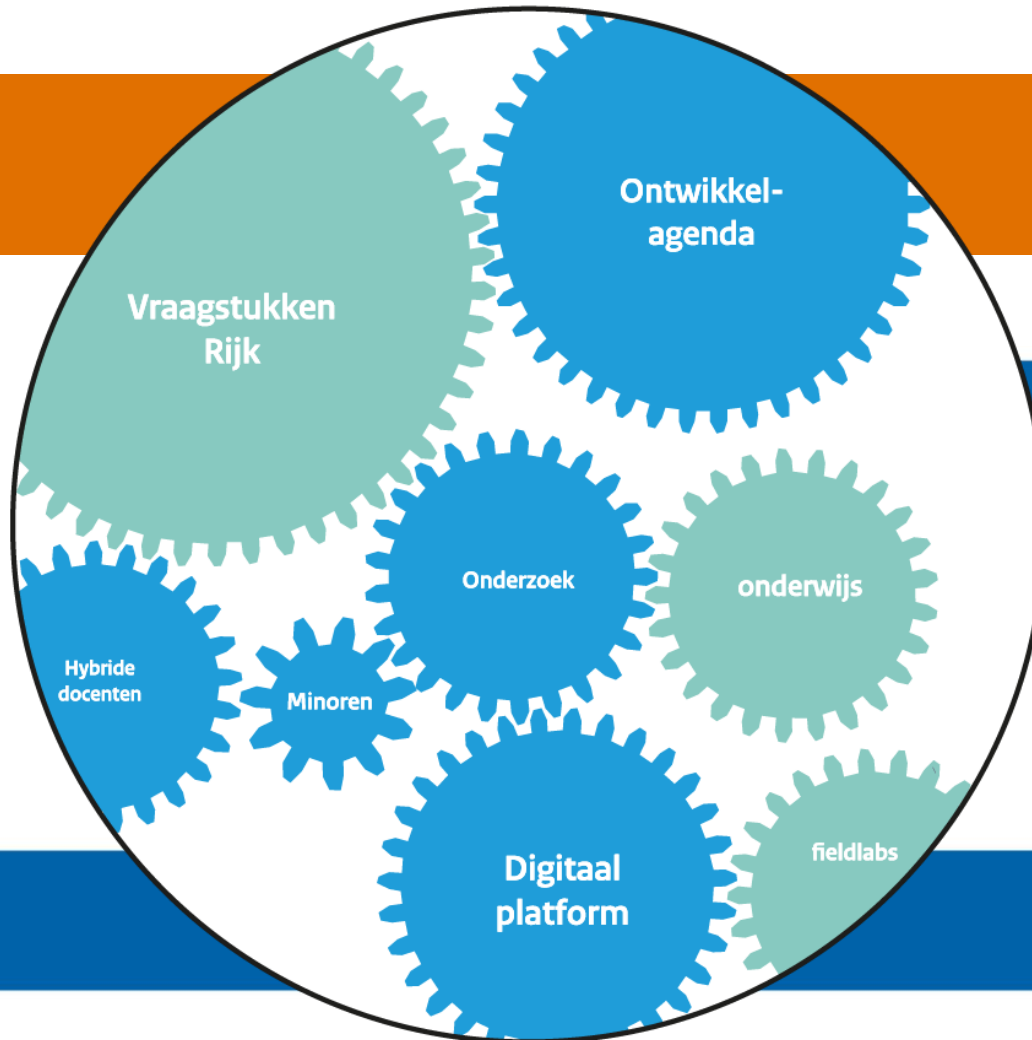 Ontwikkel-
agenda
Vraagstukken
Rijk
Onderzoek
onderwijs
Hybride
docenten
Minoren
Digitaal
platform
fieldlabs